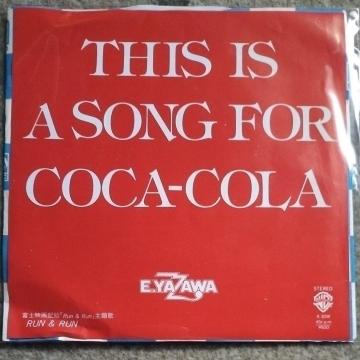 THIS IS
A SONG FOR
COCA-COLA
E.YAZAWA
富士映画配給「Run & Run」主題歌
RUN & RUN
STEREO